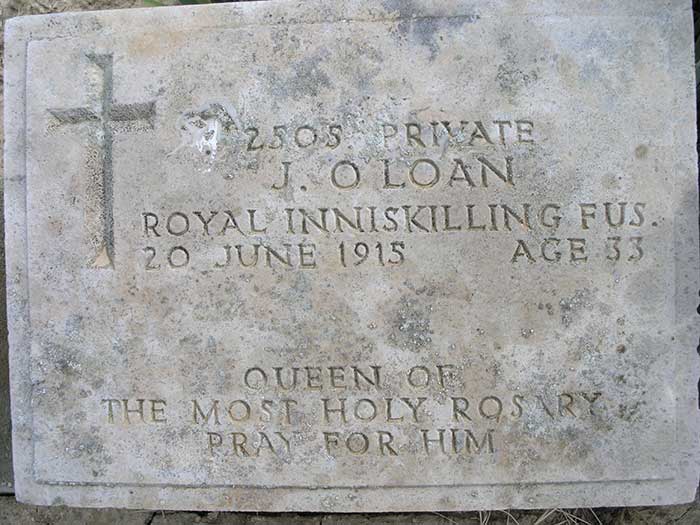 2505 PRIVATE
J. O LOAN
ROYAL INNISKILLING FUS.
20 JUNE 1915 AGE 33
QUEEN OF
THE MOST HOLY ROSARY
PRAY FOR HIM